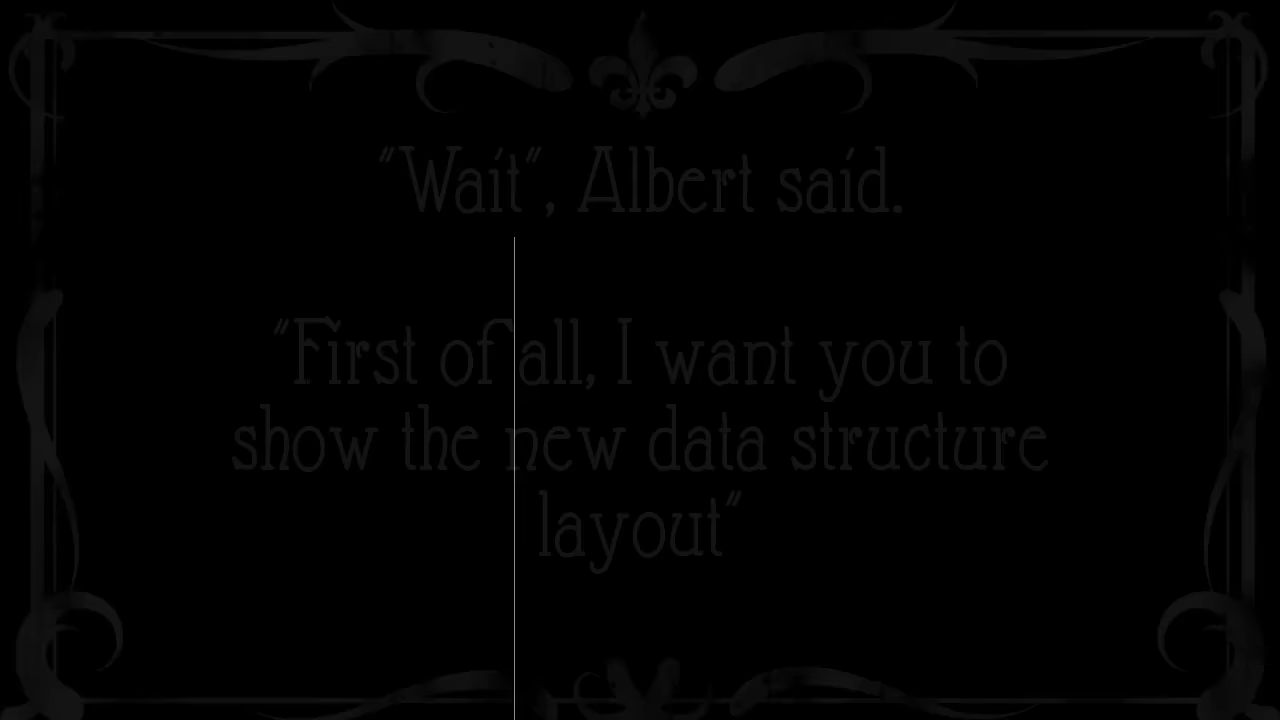 "Wait", Albert said.
"First of all, I want you to
show the new data structure
layout"